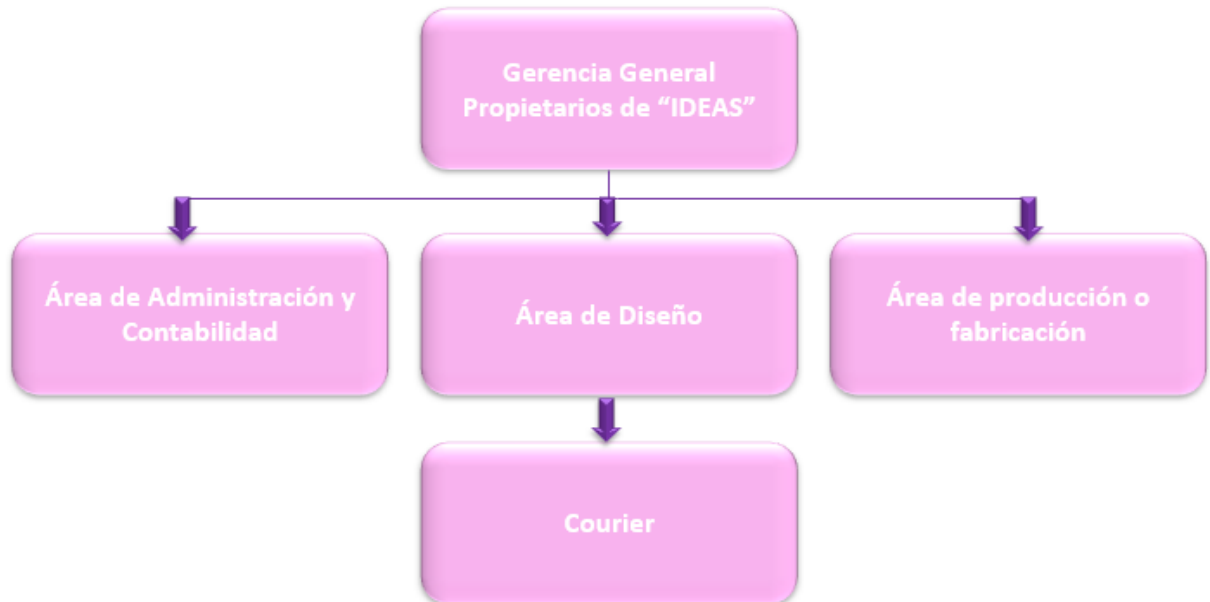 Gerencia General
Propietarios de “IDEAS”
Área de Administración y
Contabilidad
Área de Diseño
Área de producción o
fabricación
Courier